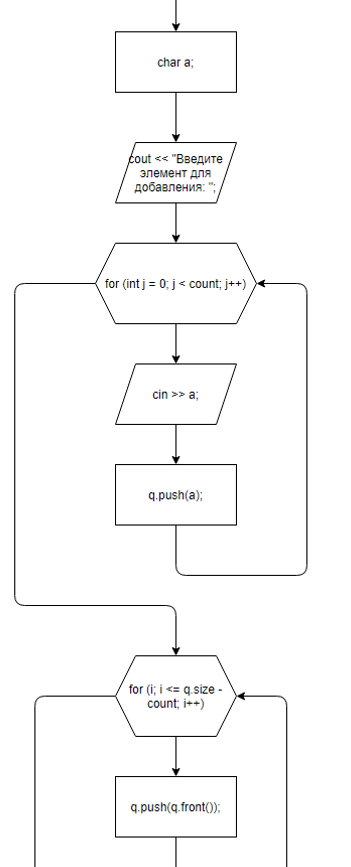 char a;
cout << "Введите
элемент для
добавления: ";
for (int j = 0; j < count; j++)
cin >> a;
q.push(a);
for (i; i <= q.size -
count; i++)
q.push(q.front());